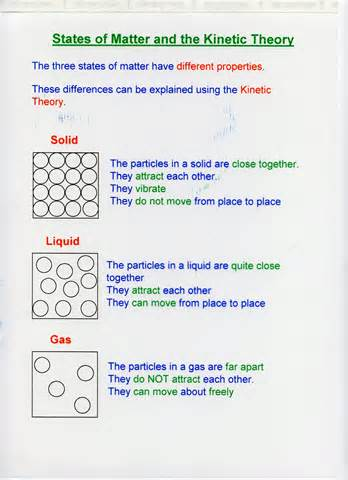 States of Matter and the Kinetic Theory
The three states of matter have different properties.
These differences can be explained using the Kinetic
Theory.
Solid
The particles in a solid are close together.
They attract each other.
They vibrate
They do not move from place to place
Liquid
The particles in a liquid are quite close
together
They attract each other
They can move from place to place
Gas
The particles in a gas are far apart
They do NOT attract each other.
They can move about freely